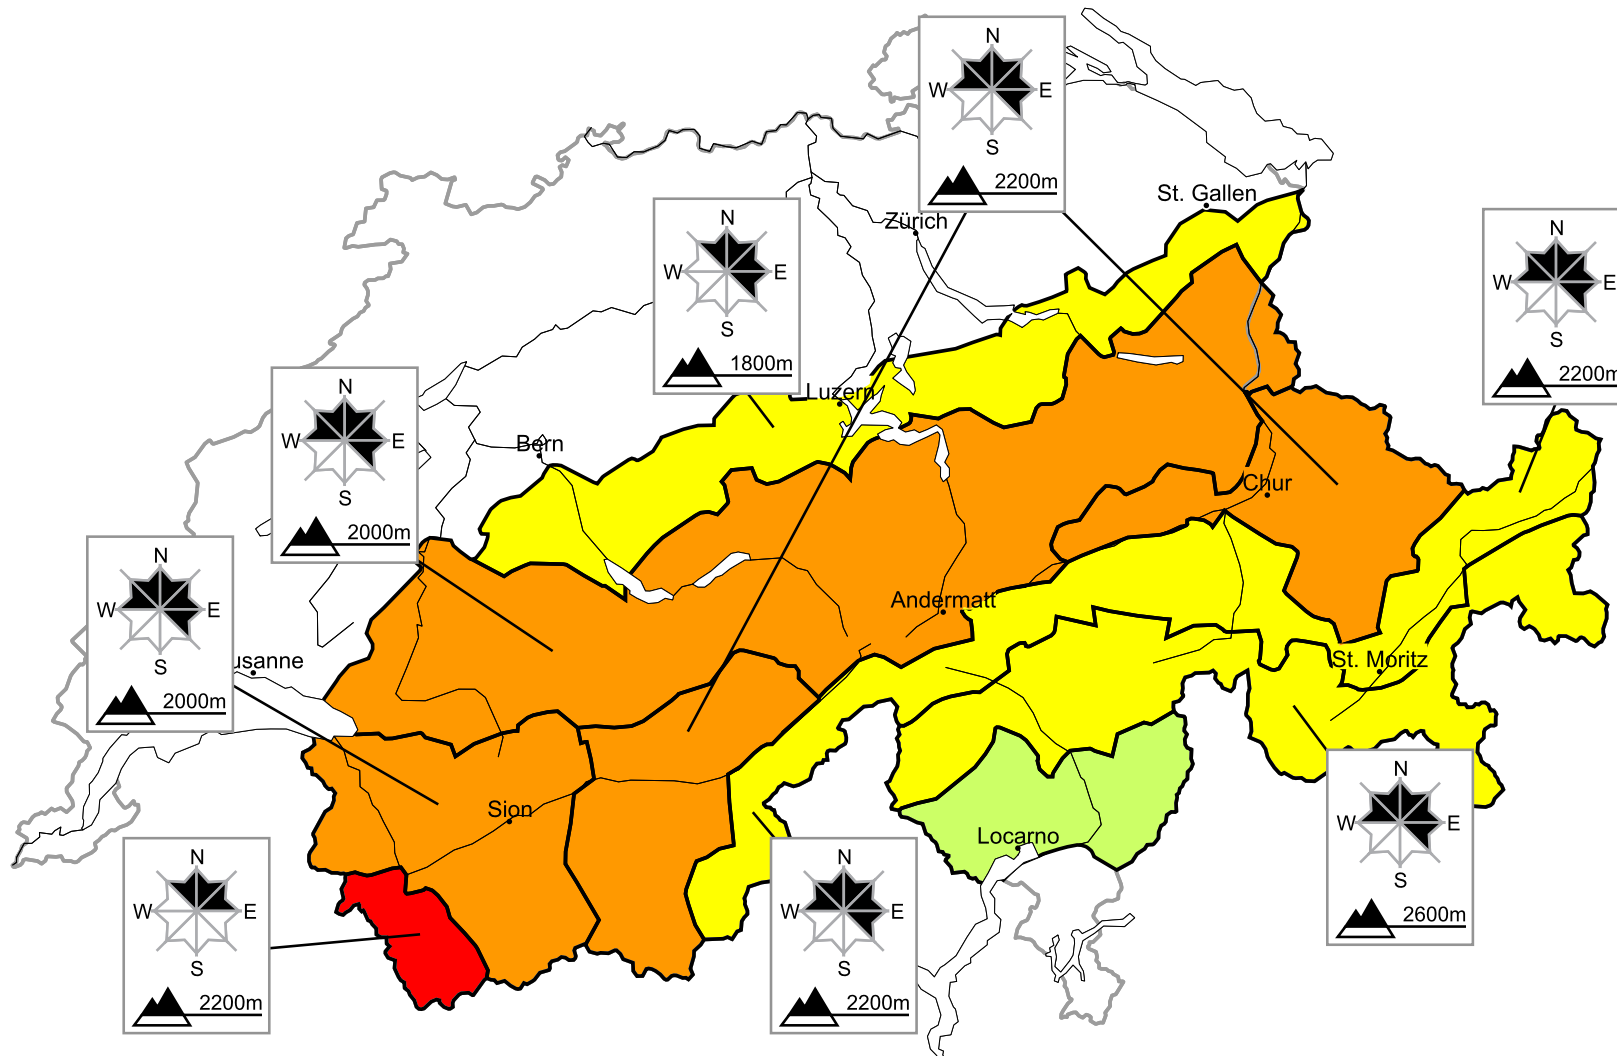 N
W E
S
2200m
St. Gallen
Zürich
N
W E
S
1800m
N
W E
S
2200m
Luzern
N
W E
S
2000m
Bern
Chur
N
W E
S
2000m
Andermatt
usanne
St. Moritz
Sion
Locarno
N
W E
S
2600m
N
W E
S
2200m
N
W E
S
2200m